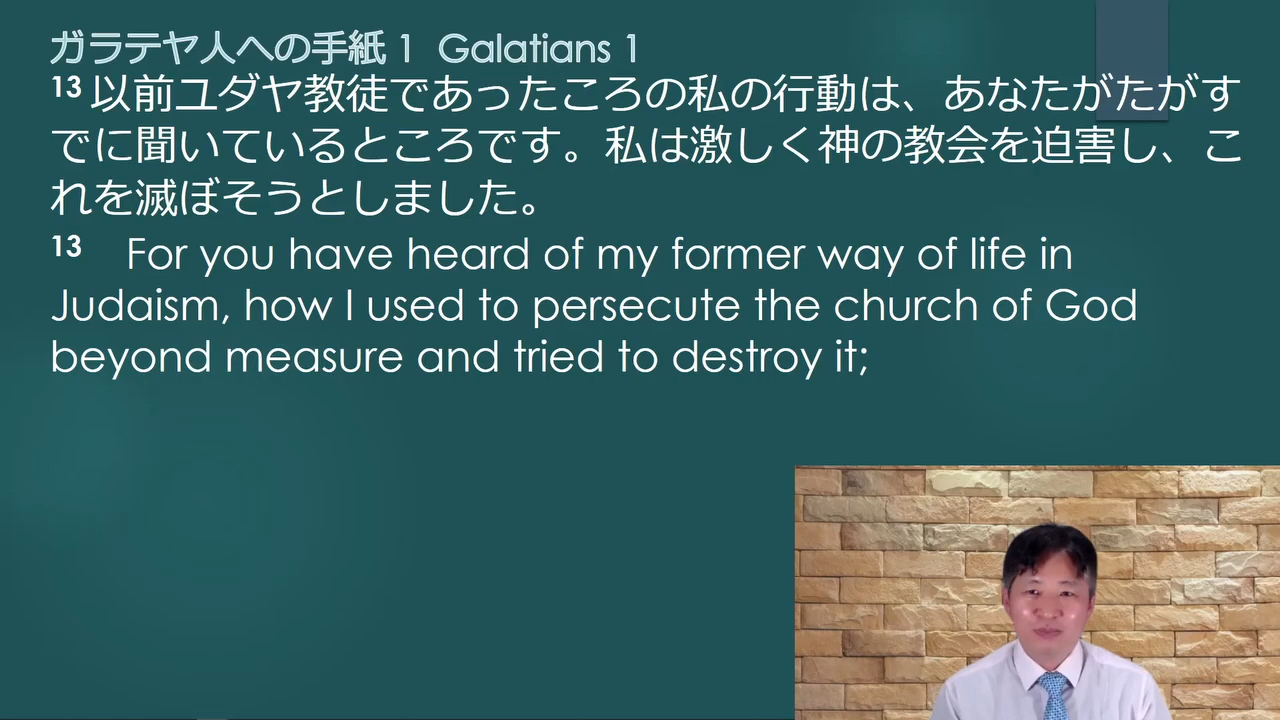 ガラテヤ人への手紙 1 Galatians 1
13 以前ユダヤ教徒であったころの私の行動は、あなたがたがす
でに聞いているところです。私は激しく神の教会を迫害し、こ
れを滅ぼそうとしました。
13 For you have heard of my former way of life in
Judaism, how I used to persecute the church of God
beyond measure and tried to destroy it;